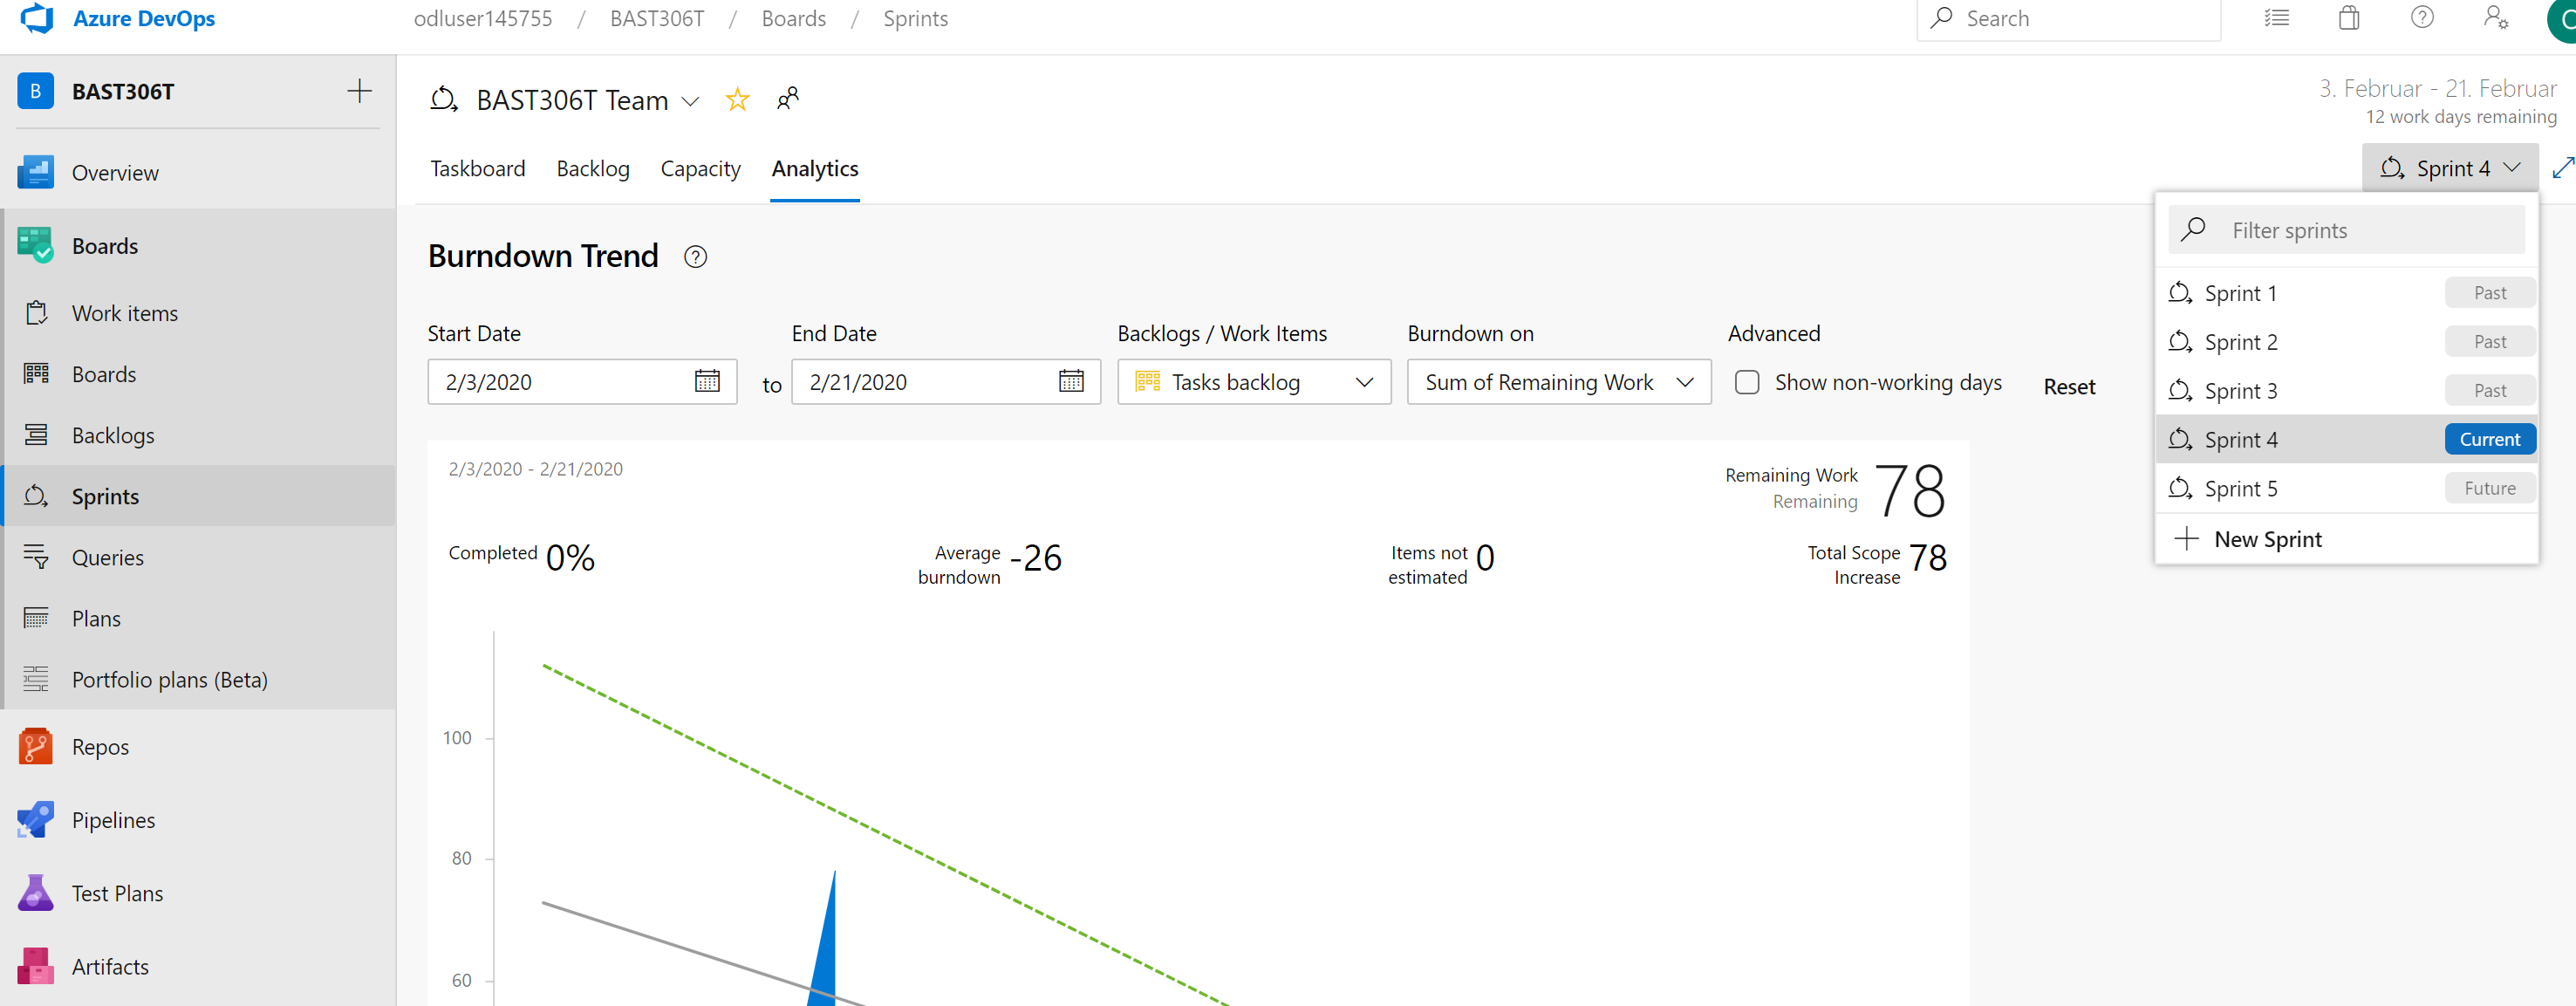 Azure DevOps
odluser145755 / BAST306T / Boards / Sprints
Search
B BAST306T
BAST306T Team
3. Februar - 21. Februar
12 work days remaining
Taskboard Backlog Capacity Analytics
Sprint 4
Overview
Boards
Work items
Boards
Backlogs
Sprints
Queries
Plans
Portfolio plans (Beta)
Repos
Pipelines
Test Plans
Artifacts
Burndown Trend
Start Date
2/3/2020
to
End Date
2/21/2020
Backlogs / Work Items
Tasks backlog
Burndown on
Sum of Remaining Work
Advanced
Show non-working days
Reset
Filter sprints
Sprint 1 Past
Sprint 2 Past
Sprint 3 Past
Sprint 4 Current
Sprint 5 Future
New Sprint
2/3/2020 - 2/21/2020
Remaining Work
Remaining
78
Completed 0%
Average
burndown
-26
Items not
estimated
0
Total Scope
Increase
78
100
80
60